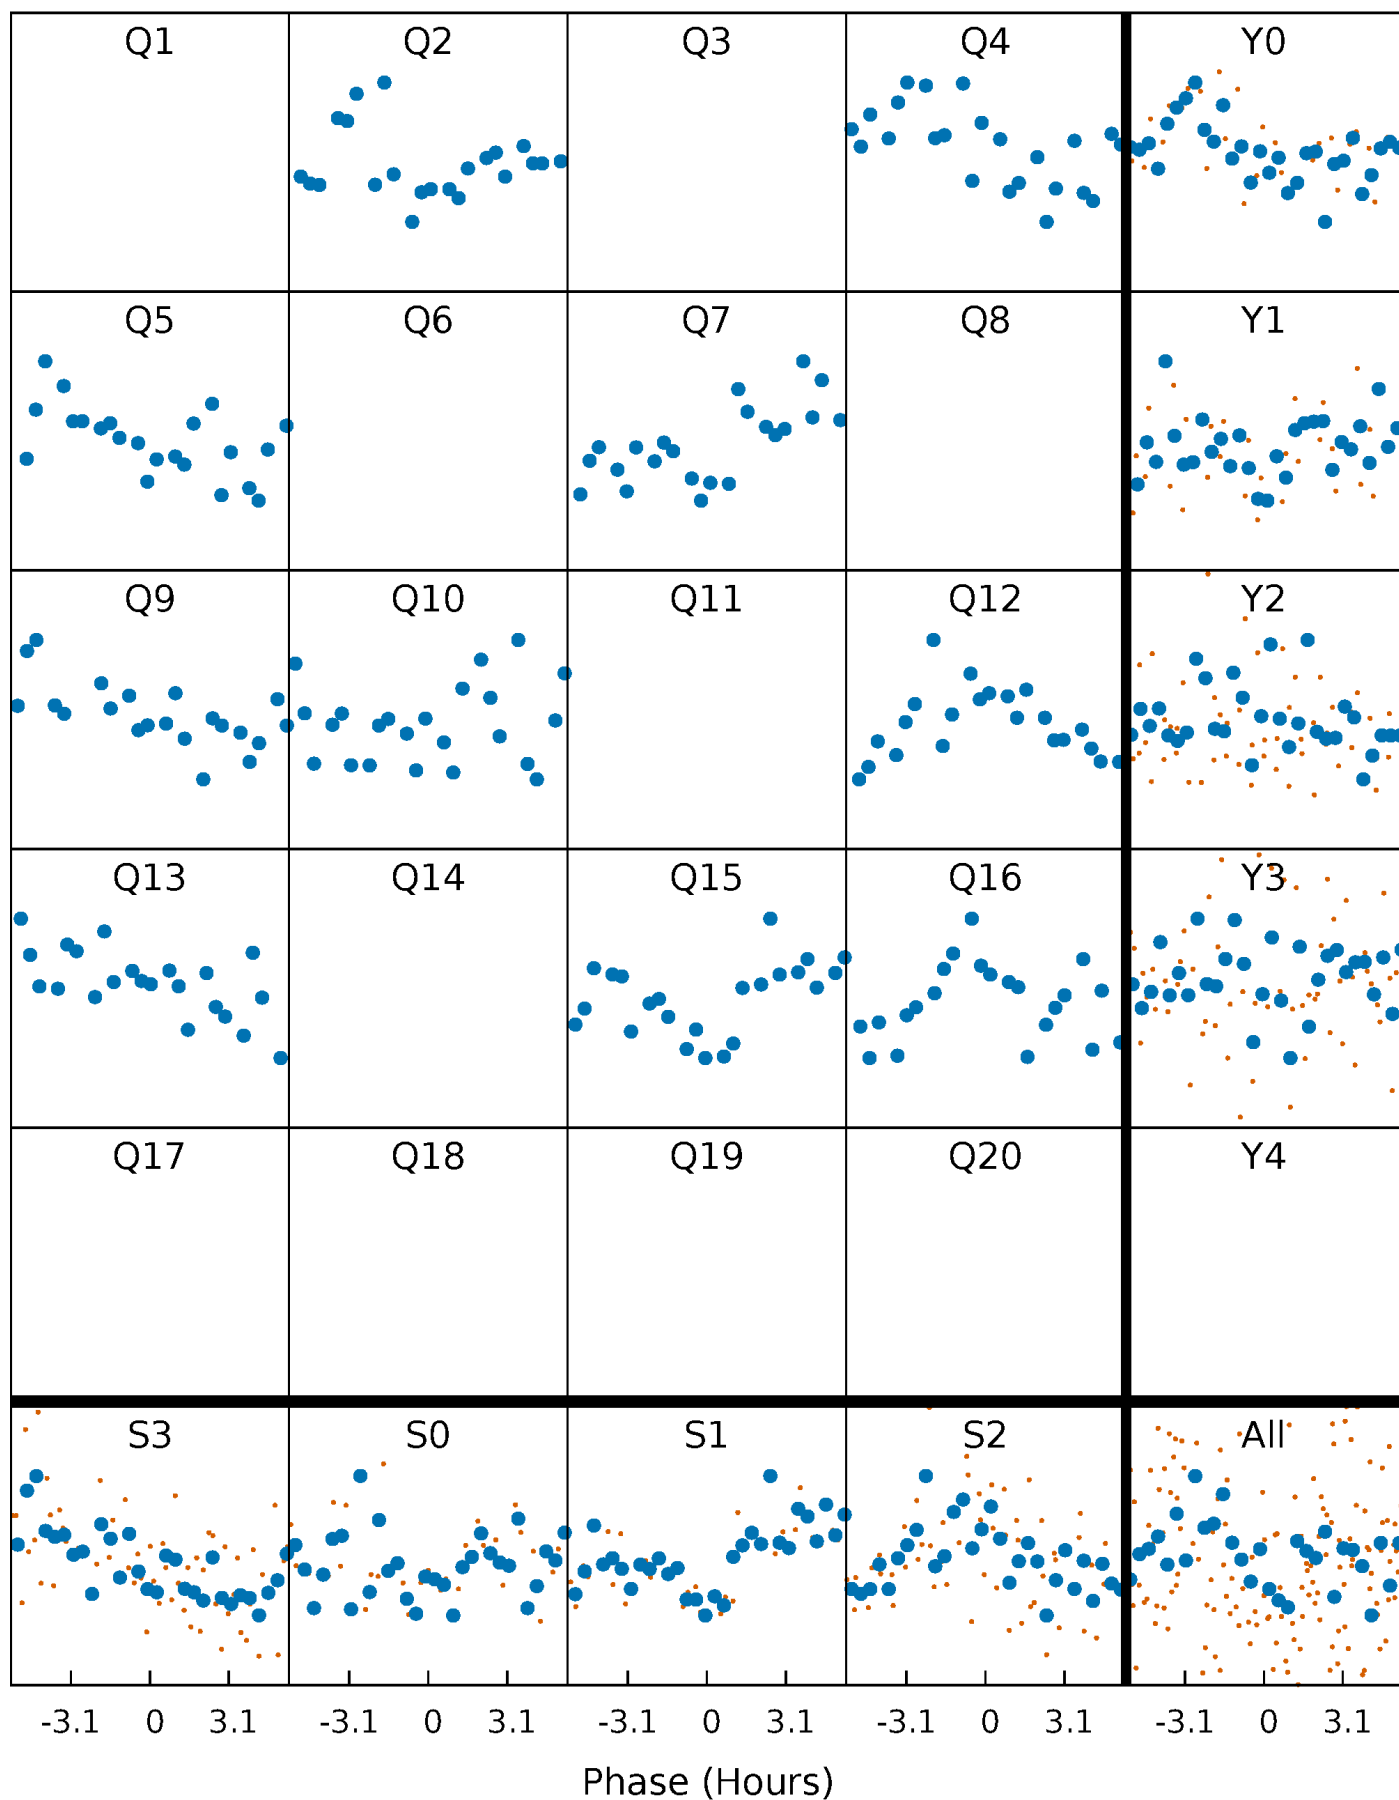 Q1 Q2 Q3 Q4 Y0
Q5 Q6 Q7 Q8 Y1
Q9 Q10 Q11 Q12 Y2
Q13 Q14 Q15 Q16 Y3
Q17 Q18 Q19 Q20 Y4
S3 S0 S1 S2 All
-3.1 0 3.1 -3.1 0 3.1 -3.1 0 3.1 -3.1 0 3.1 -3.1 0 3.1
Phase (Hours)